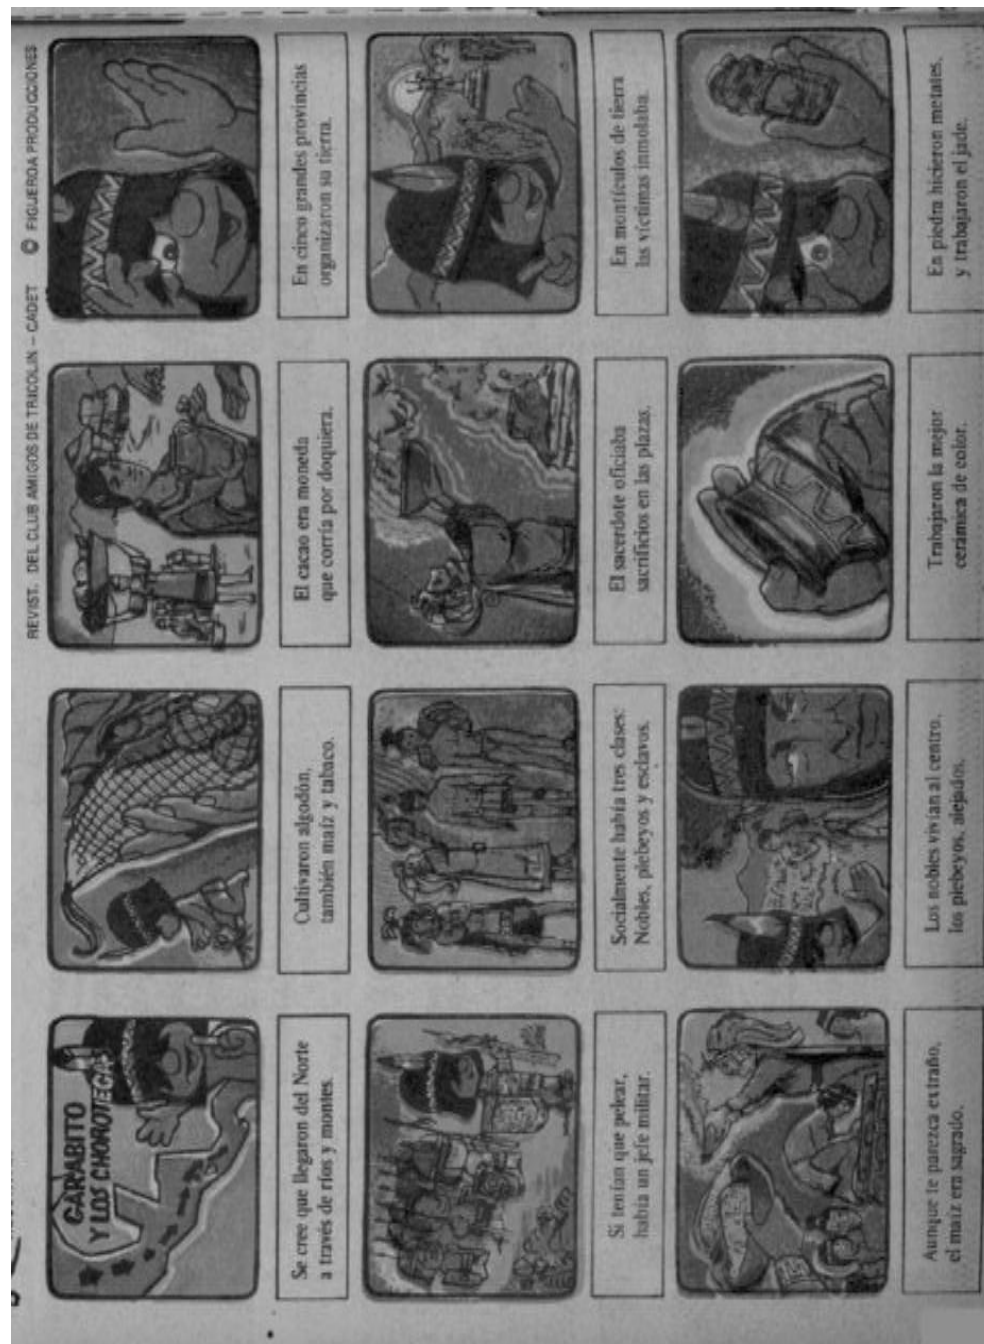 REVIST. DEL CLUB AMIGOS DE TRICOLIN – CADET © FIGUEROA PRODUCCIONES
GARABITO
Y LOS CHOROTEGAS
Se cree que llegaron del Norte
a través de ríos y montes.
Cultivaron algodón,
también maíz y tabaco.
El cacao era moneda
que corría por doquiera.
En cinco grandes provincias
organizaron su tierra.
Si tenían que pelear,
había un jefe militar.
Socialmente había tres clases:
Nobles, plebeyos y esclavos.
El sacerdote oficiaba
sacrificios en las plazas.
En montículos de tierra
las víctimas inmolaba.
Aunque te parezca extraño,
el maíz era sagrado.
Los nobles vivían al centro,
los plebeyos, alejados.
Trabajaron la mejor
cerámica de color.
En piedra hicieron metates,
y trabajaron el jade.